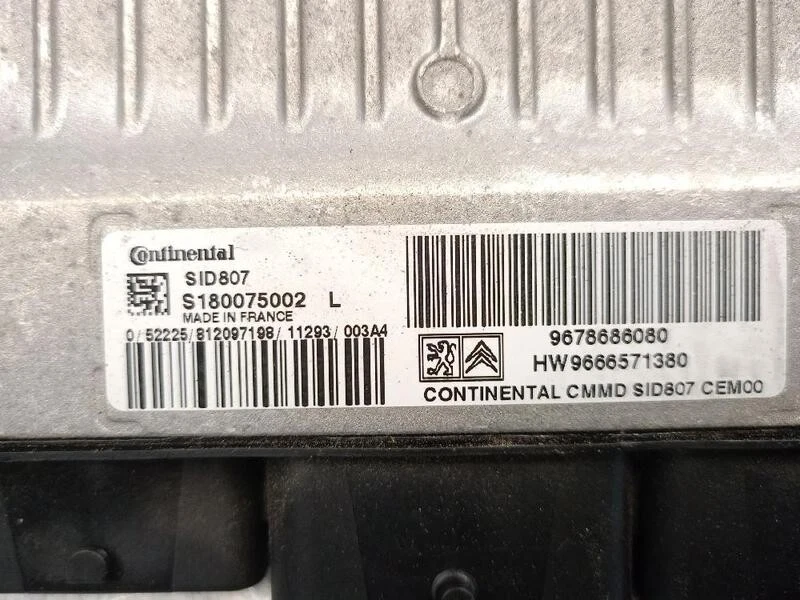 Continental
SID807
S180075002 L
MADE IN FRANCE
0/52225/812097198/11293/003A4
9678686080
HW9666571380
CONTINENTAL CMMD SID807 CEM00